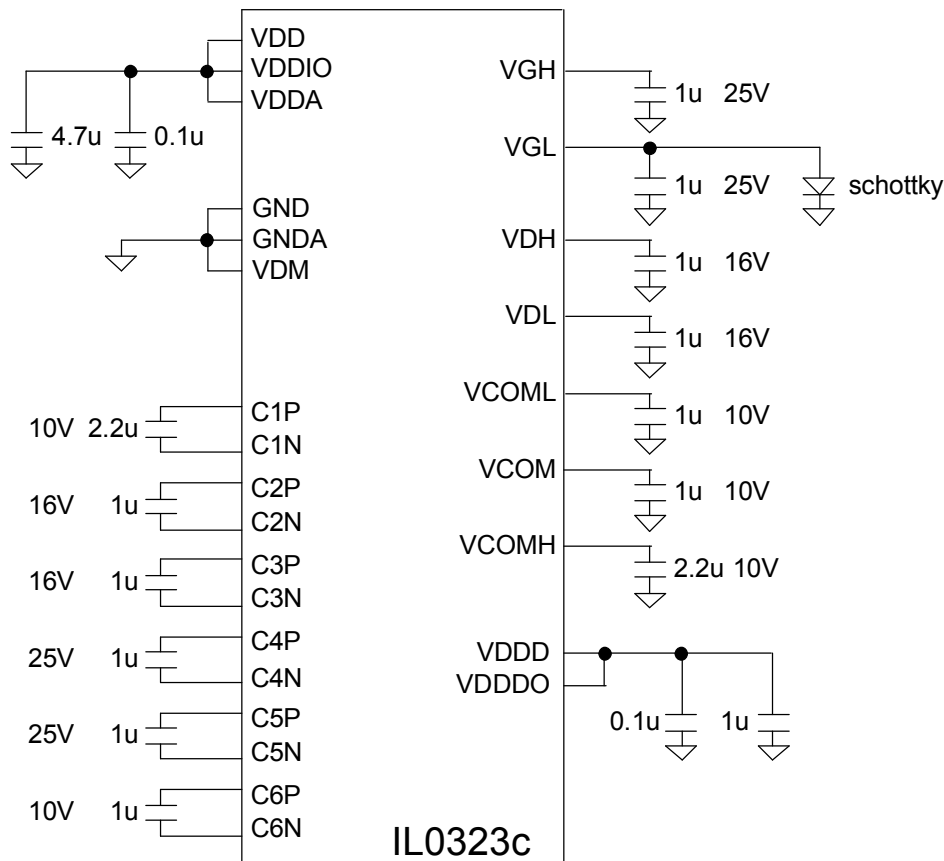 VDD
VDDIO
VDDA
4.7u 0.1u
GND
GNDA
VDM
C1P
10V 2.2u
C1N
C2P
16V 1u
C2N
C3P
16V 1u
C3N
C4P
25V 1u
C4N
C5P
25V 1u
C5N
C6P
10V 1u
C6N
VGH
1u 25V
VGL
1u 25V
schottky
VDH
1u 16V
VDL
1u 16V
VCOML
1u 10V
VCOM
1u 10V
VCOMH
2.2u 10V
VDDD
VDDDO
0.1u 1u
IL0323c